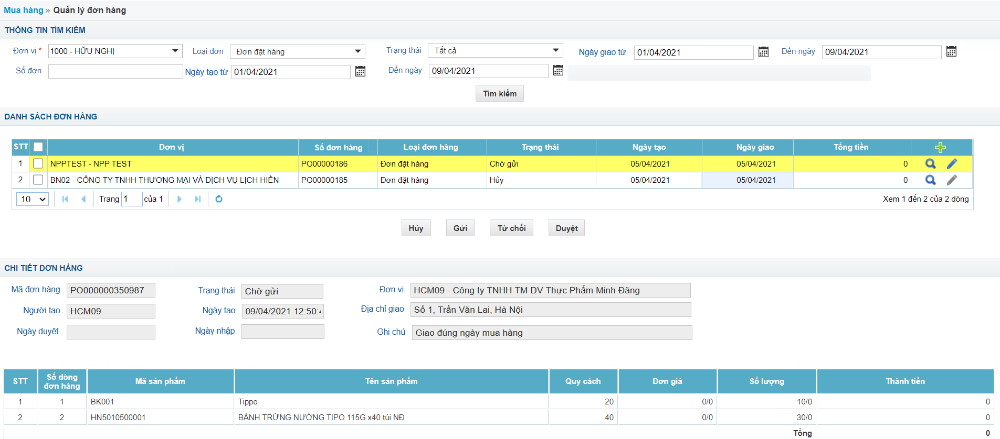 Mua hàng » Quản lý đơn hàng
THÔNG TIN TÌM KIẾM
Đơn vị * 1000 - HỮU NGHỊ Loại đơn Đơn đặt hàng Trạng thái Tất cả Ngày giao từ 01/04/2021 Đến ngày 09/04/2021
Số đơn Ngày tạo từ 01/04/2021 Đến ngày 09/04/2021
Tìm kiếm
DANH SÁCH ĐƠN HÀNG
STT Đơn vị Số đơn hàng Loại đơn hàng Trạng thái Ngày tạo Ngày giao Tổng tiền
1 NPPTEST - NPP TEST PO00000186 Đơn đặt hàng Chờ gửi 05/04/2021 05/04/2021 0
2 BN02 - CÔNG TY TNHH THƯƠNG MẠI VÀ DỊCH VỤ LỊCH HIỀN PO00000185 Đơn đặt hàng Hủy 05/04/2021 05/04/2021 0
10 Trang 1 của 1 Xem 1 đến 2 của 2 dòng
Hủy Gửi Từ chối Duyệt
CHI TIẾT ĐƠN HÀNG
Mã đơn hàng PO000000350987 Trạng thái Chờ gửi Đơn vị HCM09 - Công ty TNHH TM DV Thực Phẩm Minh Đăng
Người tạo HCM09 Ngày tạo 09/04/2021 12:50: Địa chỉ giao Số 1, Trần Văn Lai, Hà Nội
Ngày duyệt Ngày nhập Ghi chú Giao đúng ngày mua hàng
STT Số dòng đơn hàng Mã sản phẩm Tên sản phẩm Quy cách Đơn giá Số lượng Thành tiền
1 1 BK001 Tippo 20 0/0 10/0 0
2 2 HN5010500001 BÁNH TRỨNG NƯỚNG TIPO 115G x40 túi NĐ 40 0/0 30/0 0
Tổng 0